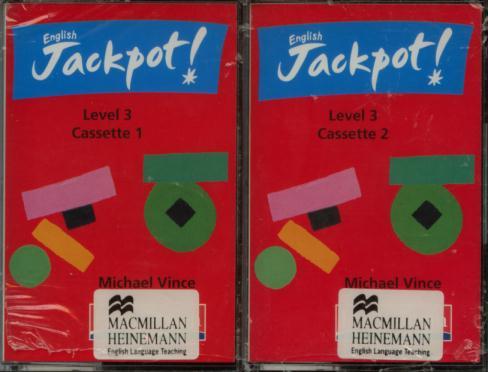 English
Jackpot!
Level 3
Cassette 1
Michael Vince
MACMILLAN
HEINEMANN
English Language Teaching
English
Jackpot!
Level 3
Cassette 2
Michael Vince
MACMILLAN
HEINEMANN
English Language Teaching